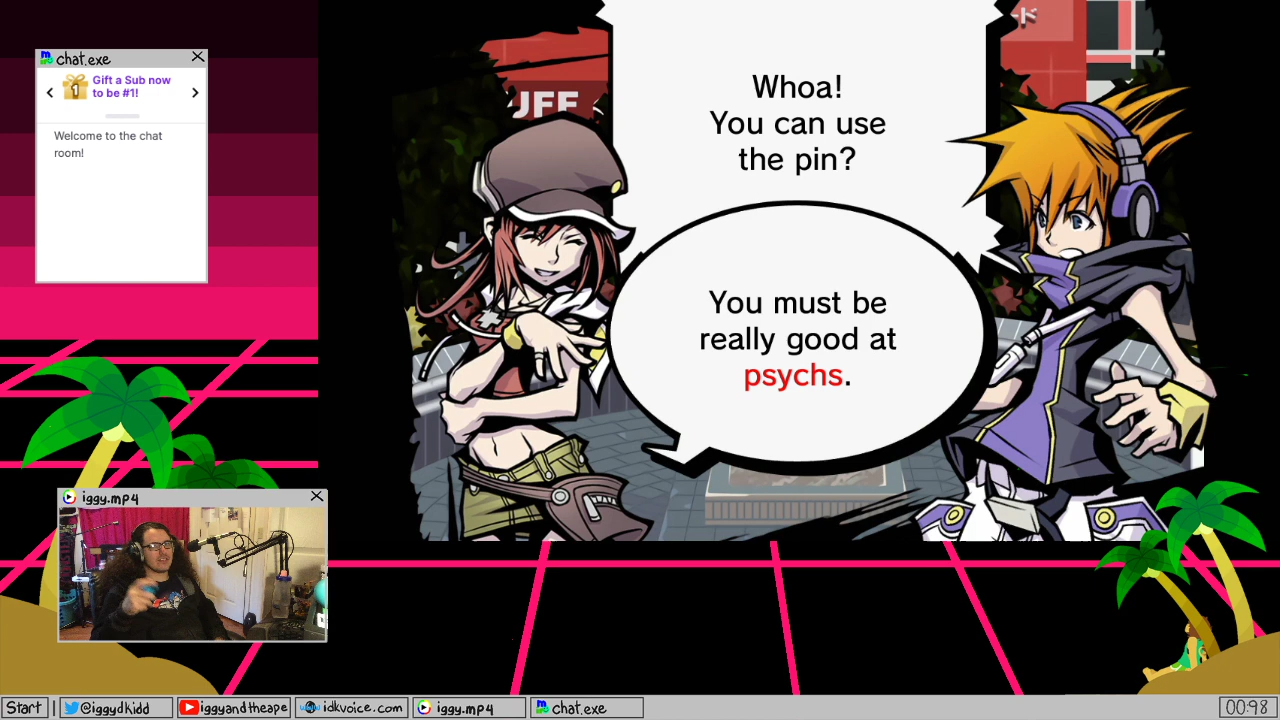 chat.exe
Gift a Sub now
to be #1!
1
Welcome to the chat
room!
ド
Whoa!
You can use
the pin?
You must be
really good at
psychs.
iggy.mp4
Start
@iggydkidd
iggyandtheape
idkvoice.com
iggy.mp4
chat.exe
00:98